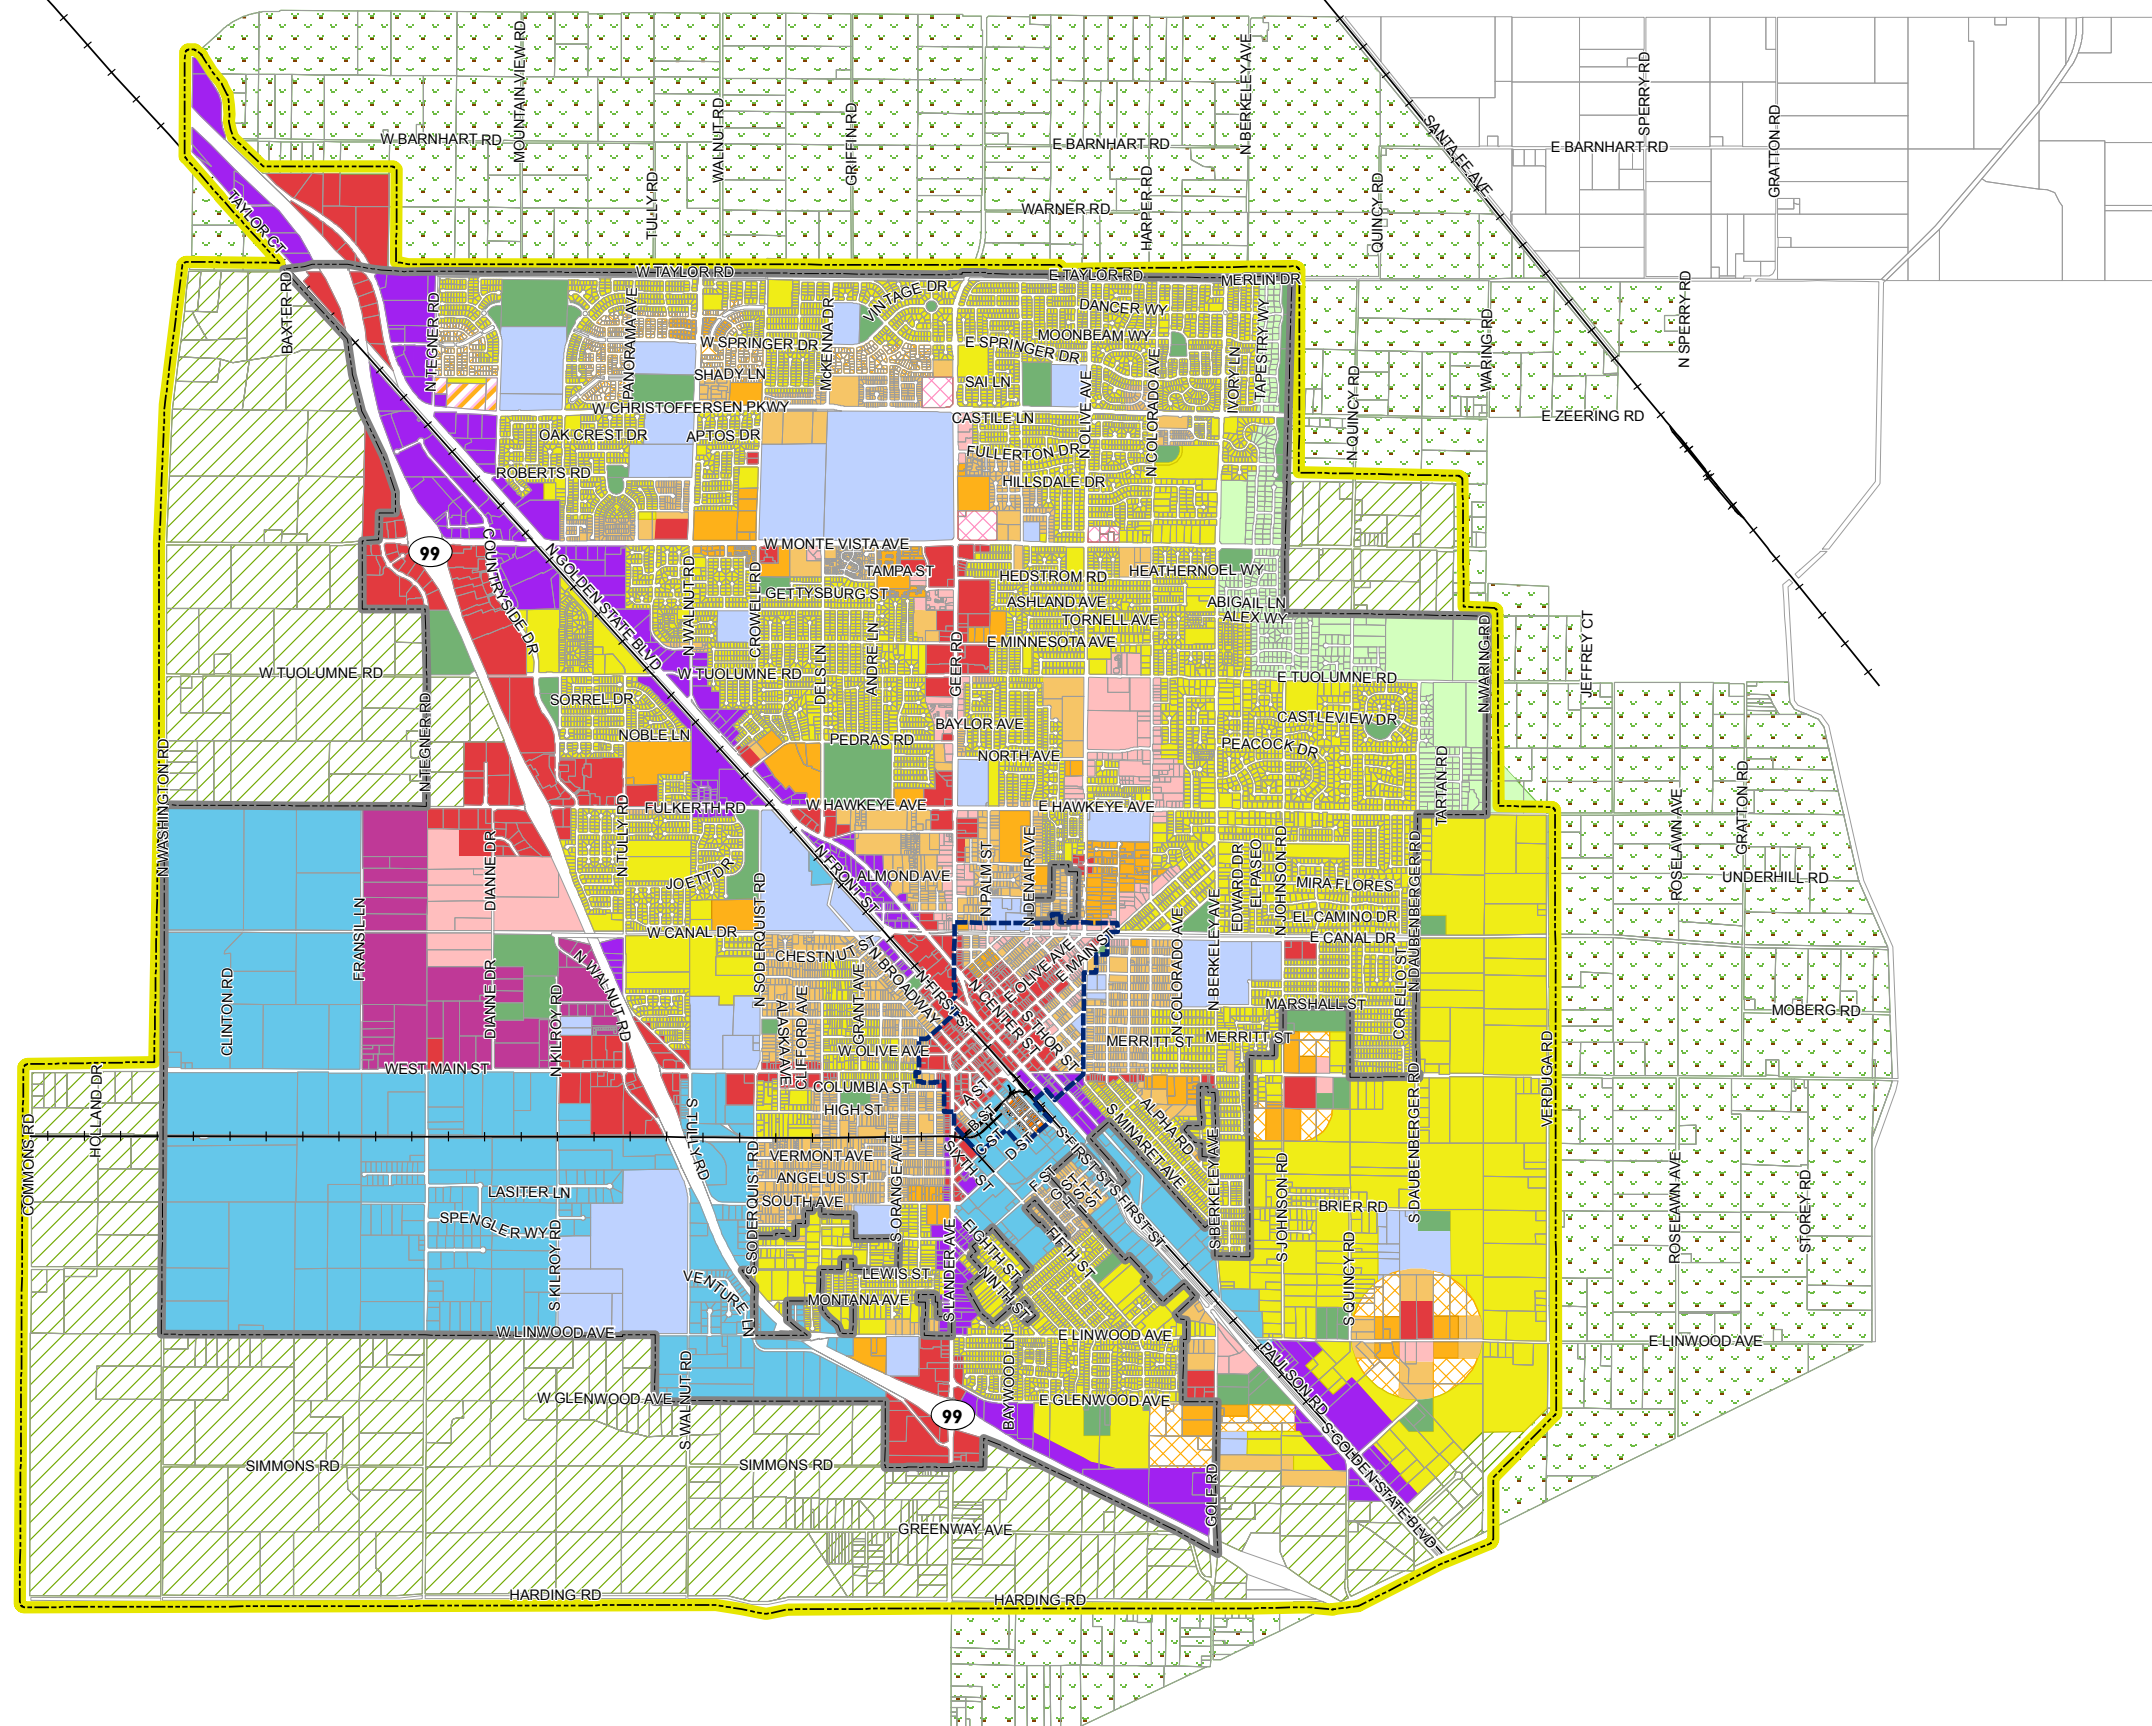 MOUNTAIN VIEW RD
WALNUT RD
GRIFFIN RD
N BERKELEY AVE
SPERRY RD
GRATTON RD
SANTA FE AVE
W BARNHART RD
E BARNHART RD
E BARNHART RD
TULLY RD
HARPER RD
QUINCY RD
WARNER RD
TAYLOR CT
W TAYLOR RD
E TAYLOR RD
MERLIN DR
BAXTER RD
N TEGNER RD
PANORAMA AVE
McKENNA DR
VINTAGE DR
DANCER WY
MOONBEAM WY
TAPESTRY WY
N SPERRY RD
WARING RD
W SPRINGER DR
E SPRINGER DR
SHADY LN
SAI LN
N OLIVE AVE
N COLORADO AVE
IVORY LN
N QUINCY RD
W CHRISTOFFERSEN PKWY
CASTILE LN
E ZEERING RD
OAK CREST DR
APTOS DR
FULLERTON DR
ROBERTS RD
HILLSDALE DR
99
COUNTRYSIDE DR
N GOLDEN STATE BLVD
W MONTE VISTA AVE
TAMPA ST
HEDSTROM RD
HEATHERNOEL WY
N WALNUT RD
CROWELL RD
GETTYSBURG ST
ASHLAND AVE
ABIGAIL LN
TORNELL AVE
ALEX WY
E MINNESOTA AVE
JEFFREY CT
N WARING RD
W TUOLUMNE RD
W TUOLUMNE RD
DELS LN
ANDRE LN
GEER RD
E TUOLUMNE RD
N TEGNER RD
SORREL DR
NOBLE LN
PEDRAS RD
BAYLOR AVE
NORTH AVE
CASTLEVIEW DR
PEACOCK DR
TARTAN RD
N WASHINGTON RD
FULKERTH RD
W HAWKEYE AVE
E HAWKEYE AVE
ROSELAWN AVE
GRATTON RD
N TULLY RD
DIANNE DR
JOETT DR
N FRONT ST
ALMOND AVE
N PALM ST
N DENAIR AVE
EDWARD DR
EL PASEO
N JOHNSON RD
MIRA FLORES
UNDERHILL RD
N DAUBENBERGER RD
FRANSIL LN
N SODERQUIST RD
EL CAMINO DR
W CANAL DR
E CANAL DR
CHESTNUT ST
N BROADWAY
N FIRST ST
N CENTER ST
E OLIVE AVE
E MAIN ST
N COLORADO AVE
N BERKELEY AVE
CLINTON RD
DIANNE DR
N KILROY RD
N WALNUT RD
ALASKA AVE
CLIFFORD AVE
GRANT AVE
S THOR ST
MARSHALL ST
CORELLO ST
MOBERG RD
W OLIVE AVE
MERRITT ST
MERRITT ST
VERDUGA RD
WEST MAIN ST
COLUMBIA ST
HIGH ST
A ST
B ST
C ST
D ST
HOLLAND DR
COMMONS RD
S TULLY RD
S MINARET AVE
ALPHA RD
S FIRST ST
S FIRST ST
S DAUBENBERGER RD
VERMONT AVE
ANGELUS ST
SOUTH AVE
SIXTH ST
F ST
G ST
S BERKELEY AVE
S JOHNSON RD
BRIER RD
ROSELAWN AVE
STOREY RD
LASITER LN
SPENGLER WY
S KILROY RD
S SODERQUIST RD
S ORANGE AVE
S LANDER AVE
EIGHTH ST
NINTH ST
FIFTH ST
LEWIS ST
MONTANA AVE
VENTURE LN
S QUINCY RD
W LINWOOD AVE
E LINWOOD AVE
E LINWOOD AVE
W GLENWOOD AVE
E GLENWOOD AVE
S WALNUT RD
BAYWOOD LN
PAULSON RD
99
SIMMONS RD
SIMMONS RD
GOLF RD
S GOLDEN STATE BLVD
GREENWAY AVE
HARDING RD
HARDING RD